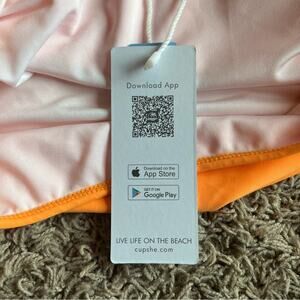 Download App
Download on the
App Store
GET IT ON
Google Play
LIVE LIFE ON THE BEACH
cupshe.com